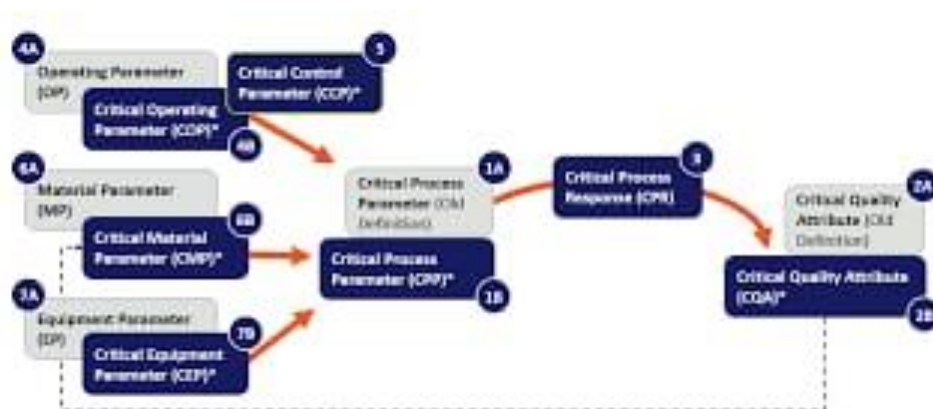 4A
Operating Parameter
(OP)
5
Critical Control
Parameter (CCP)*
Critical Operating
Parameter (COP)*
4B
6A
Material Parameter
(MP)
6B
Critical Material
Parameter (CMP)*
7A
Equipment Parameter
(EP)
7B
Critical Equipment
Parameter (CEP)*
1A
Critical Process
Parameter (Old
Definition)
Critical Process
Parameter (CPP)*
1B
3
Critical Process
Response (CPR)
2A
Critical Quality
Attribute (Old
Definition)
Critical Quality Attribute
(CQA)*
2B